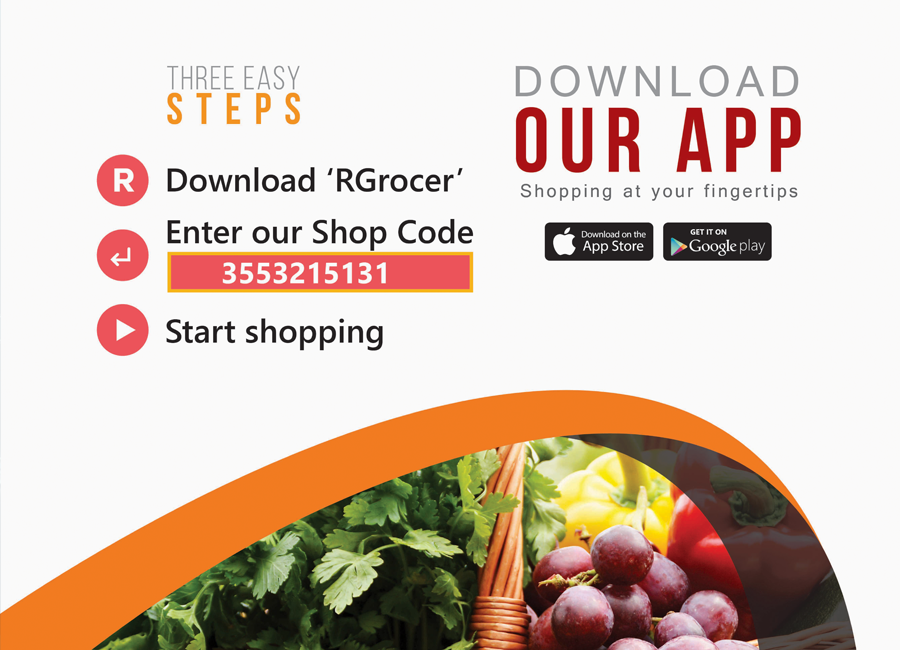 THREE EASY
STEPS
R
Download ‘RGrocer’
Enter our Shop Code
3553215131
Start shopping
DOWNLOAD
OUR APP
Shopping at your fingertips
Download on the
App Store
GET IT ON
Google play